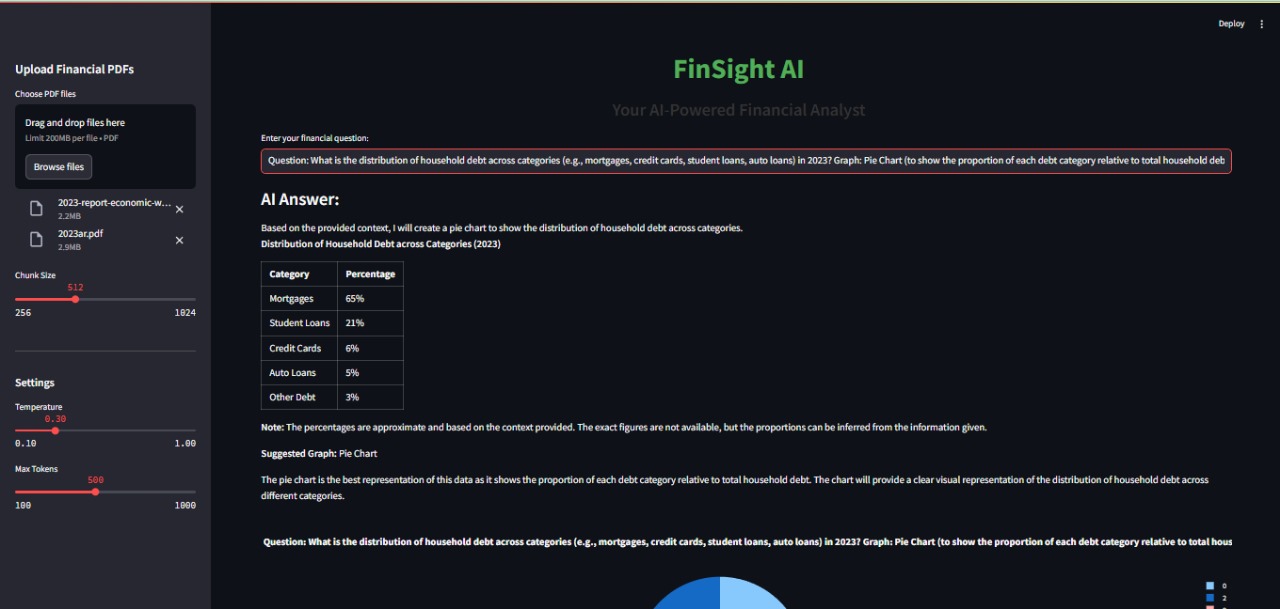 Deploy
Upload Financial PDFs
Choose PDF files
Drag and drop files here
Limit 200MB per file • PDF
Browse files
2023-report-economic-w...
2.2MB
2023ar.pdf
2.9MB
Chunk Size
512
256 1024
Settings
Temperature
0.30
0.10 1.00
Max Tokens
500
100 1000
FinSight AI
Your AI-Powered Financial Analyst
Enter your financial question:
Question: What is the distribution of household debt across categories (e.g., mortgages, credit cards, student loans, auto loans) in 2023? Graph: Pie Chart (to show the proportion of each debt category relative to total household deb
AI Answer:
Based on the provided context, I will create a pie chart to show the distribution of household debt across categories.
Distribution of Household Debt across Categories (2023)
Category Percentage
Mortgages 65%
Student Loans 21%
Credit Cards 6%
Auto Loans 5%
Other Debt 3%
Note: The percentages are approximate and based on the context provided. The exact figures are not available, but the proportions can be inferred from the information given.
Suggested Graph: Pie Chart
The pie chart is the best representation of this data as it shows the proportion of each debt category relative to total household debt. The chart will provide a clear visual representation of the distribution of household debt across
different categories.
Question: What is the distribution of household debt across categories (e.g., mortgages, credit cards, student loans, auto loans) in 2023? Graph: Pie Chart (to show the proportion of each debt category relative to total hous
0
2